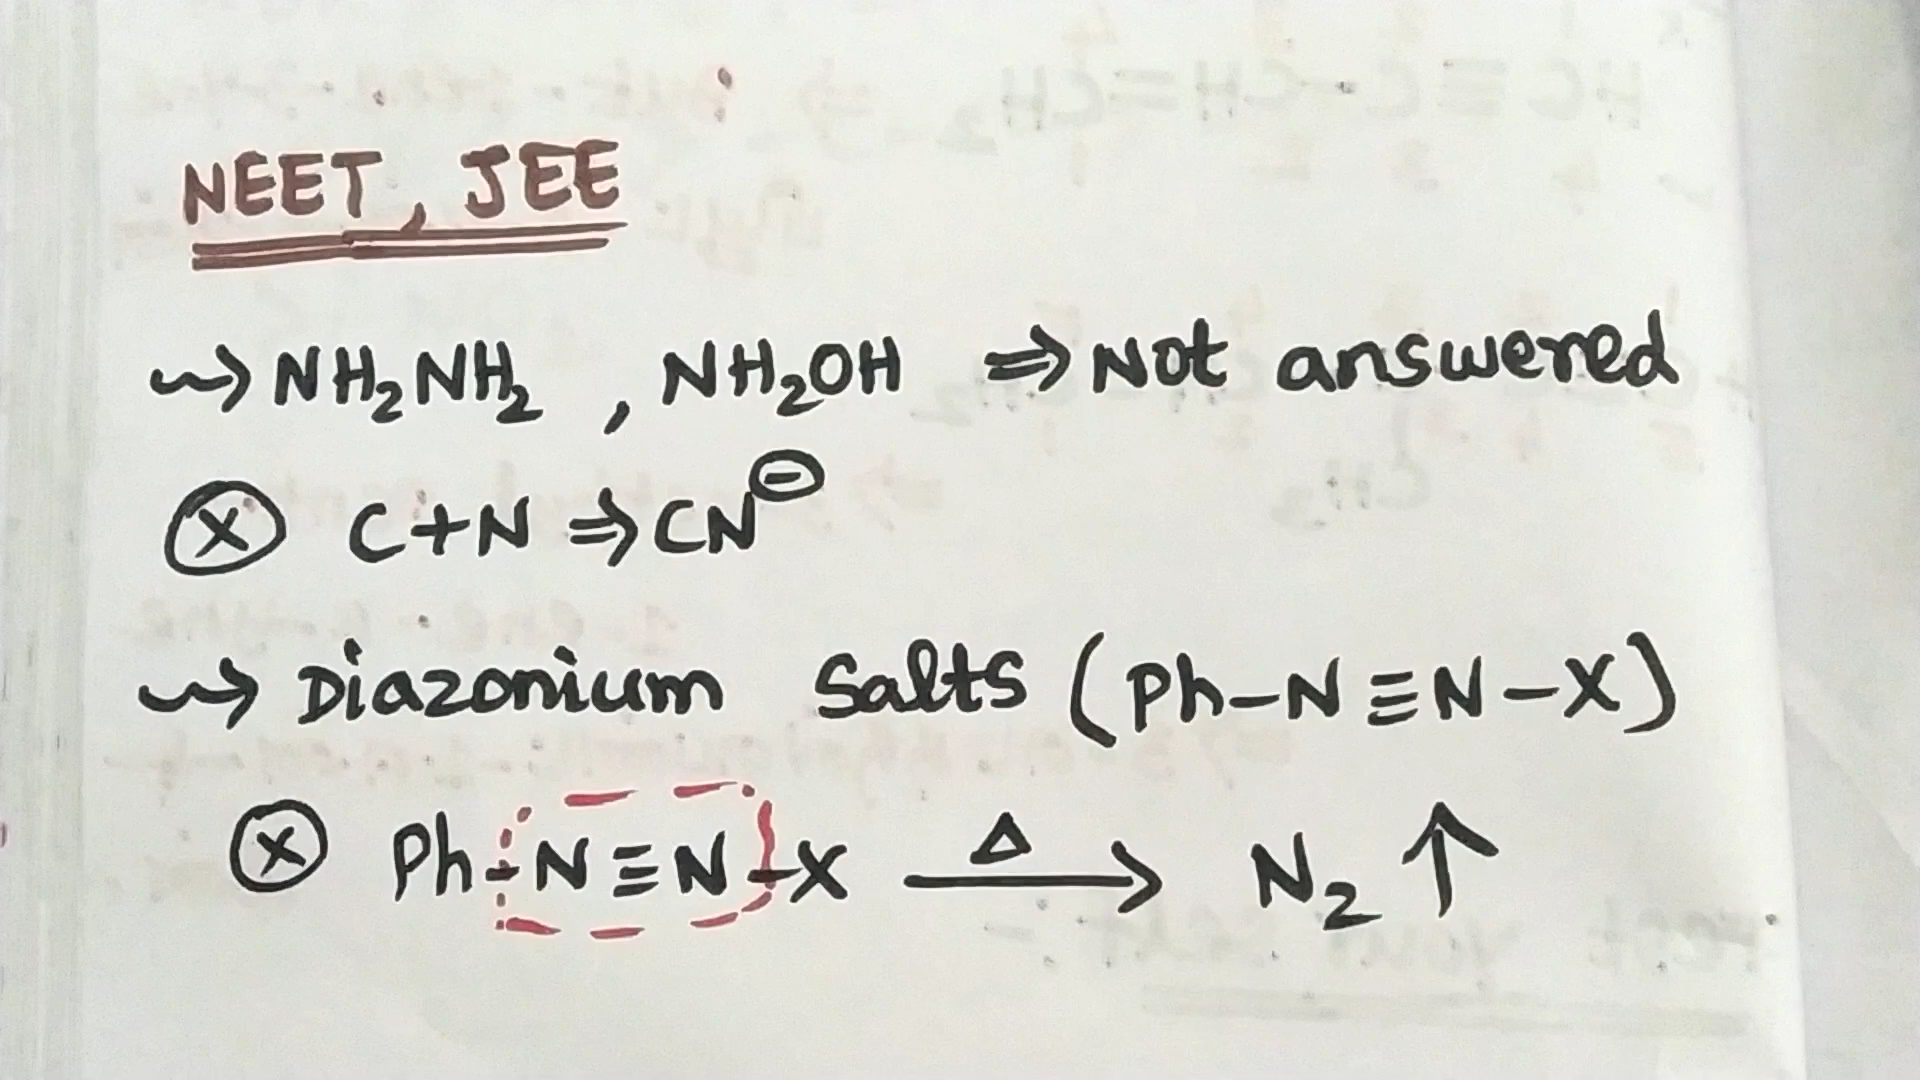 NEET, JEE
⇝ NH₂NH₂, NH₂OH ⇒ Not answered
ⓧ C+N ⇒ CN⊖
⇝ Diazonium Salts (Ph-N≡N-X)
ⓧ Ph-N≡N-X —Δ→ N₂↑